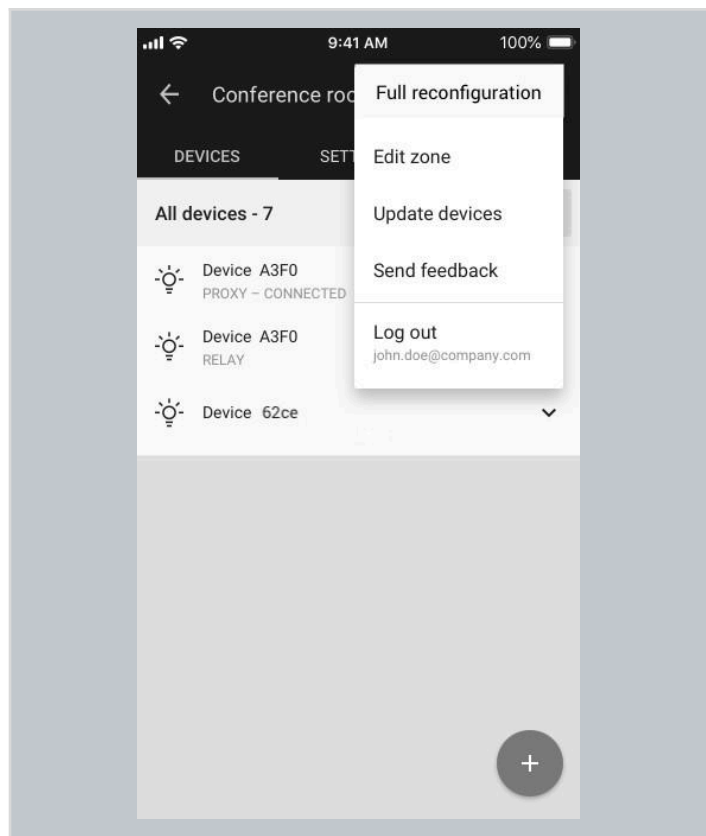 9:41 AM 100%
Conference roo
Full reconfiguration
DEVICES SETT
Edit zone
All devices - 7
Update devices
Device A3F0
PROXY – CONNECTED
Send feedback
Device A3F0
RELAY
Log out
john.doe@company.com
Device 62ce